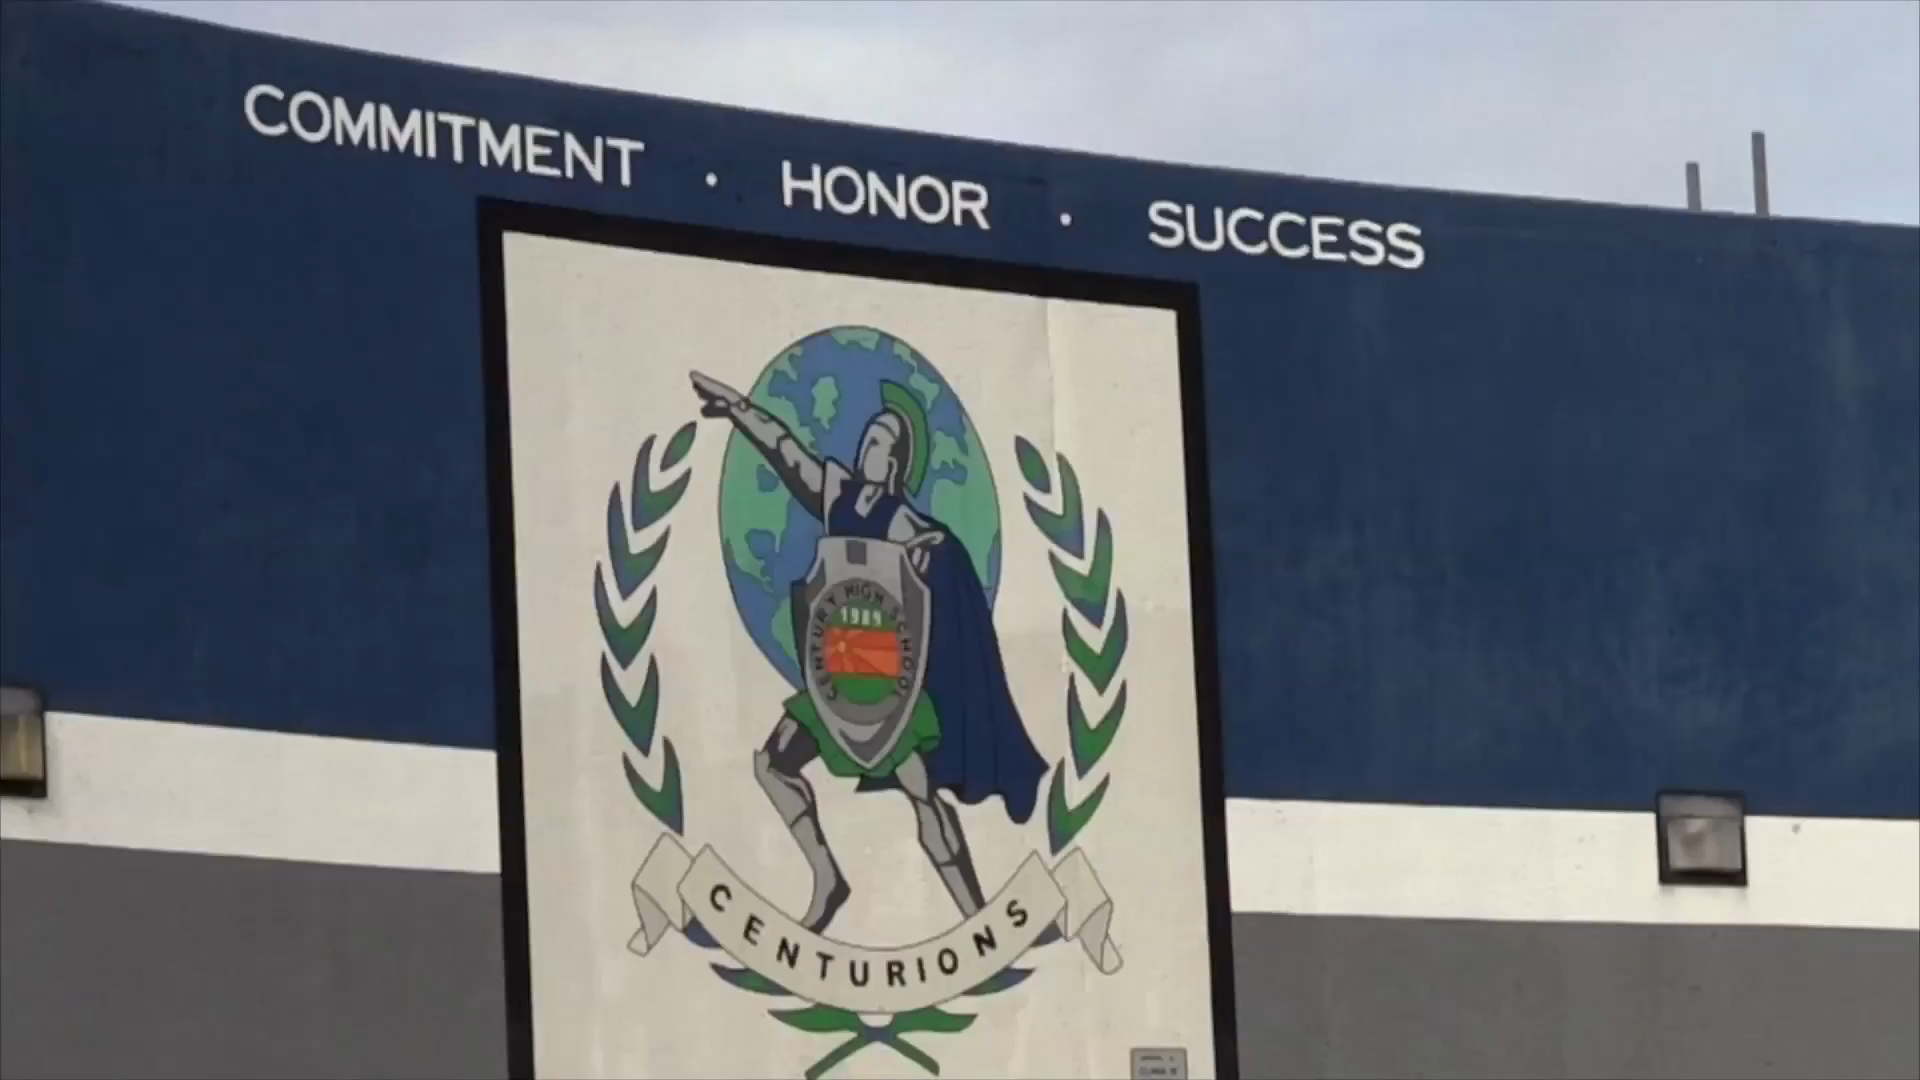 COMMITMENT · HONOR · SUCCESS
CENTURY HIGH SCHOOL
1989
CENTURIONS